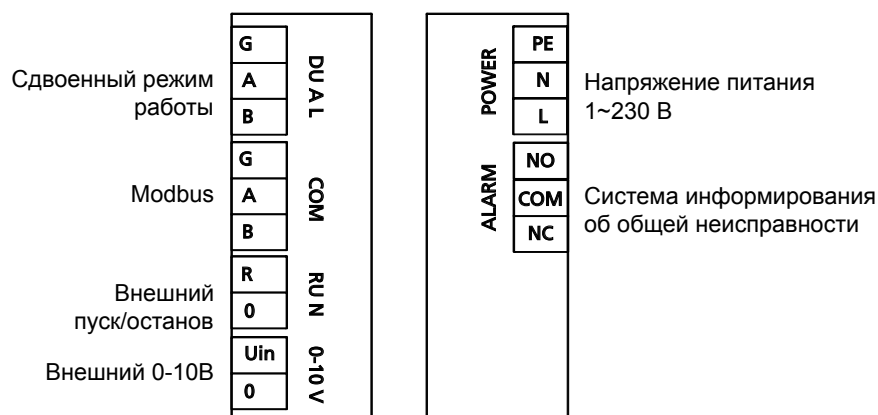 Сдвоенный режим
работы
G
A
B
DUAL
Modbus
G
A
B
COM
Внешний
пуск/останов
R
0
RUN
Внешний 0-10В
Uin
0
0-10 V
POWER
PE
N
L
Напряжение питания
1~230 В
ALARM
NO
COM
NC
Система информирования
об общей неисправности